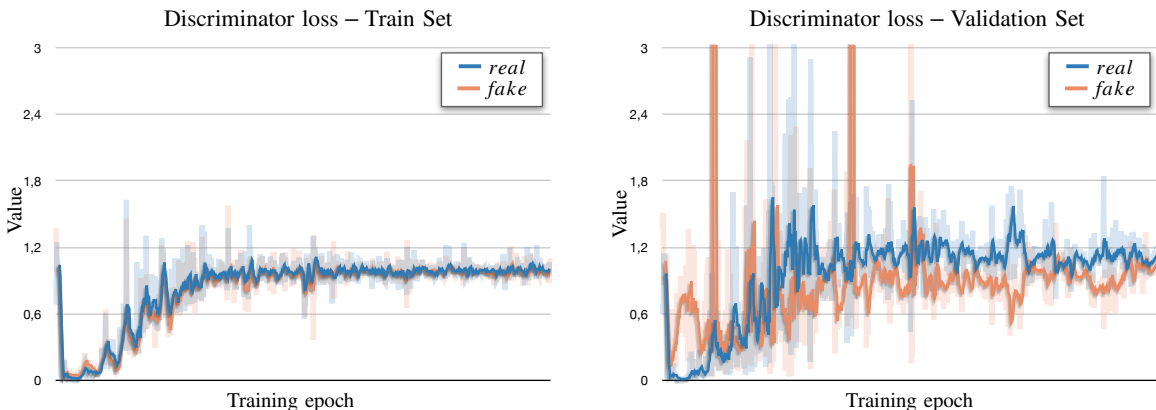 Discriminator loss – Train Set
3
2,4
1,8
1,2
0,6
0
Value
real
fake
Training epoch
Discriminator loss – Validation Set
3
2,4
1,8
1,2
0,6
0
Value
real
fake
Training epoch